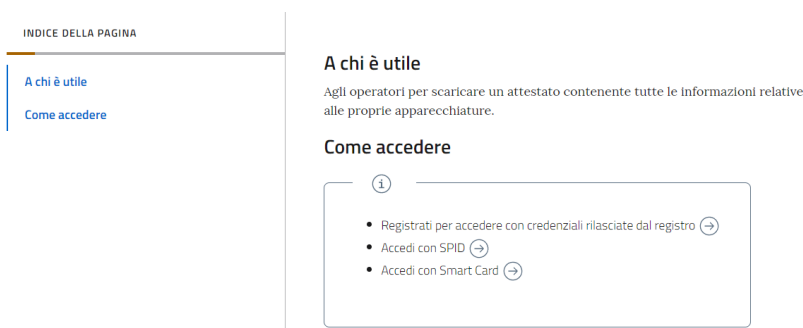 INDICE DELLA PAGINA
A chi è utile
Come accedere
A chi è utile
Agli operatori per scaricare un attestato contenente tutte le informazioni relative
alle proprie apparecchiature.
Come accedere
Registrati per accedere con credenziali rilasciate dal registro
Accedi con SPID
Accedi con Smart Card